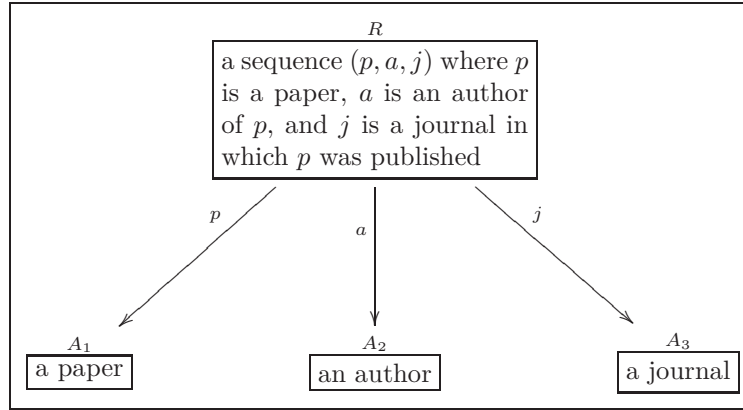 R
a sequence (p, a, j) where p
is a paper, a is an author
of p, and j is a journal in
which p was published
p
a
j
A₁
a paper
A₂
an author
A₃
a journal